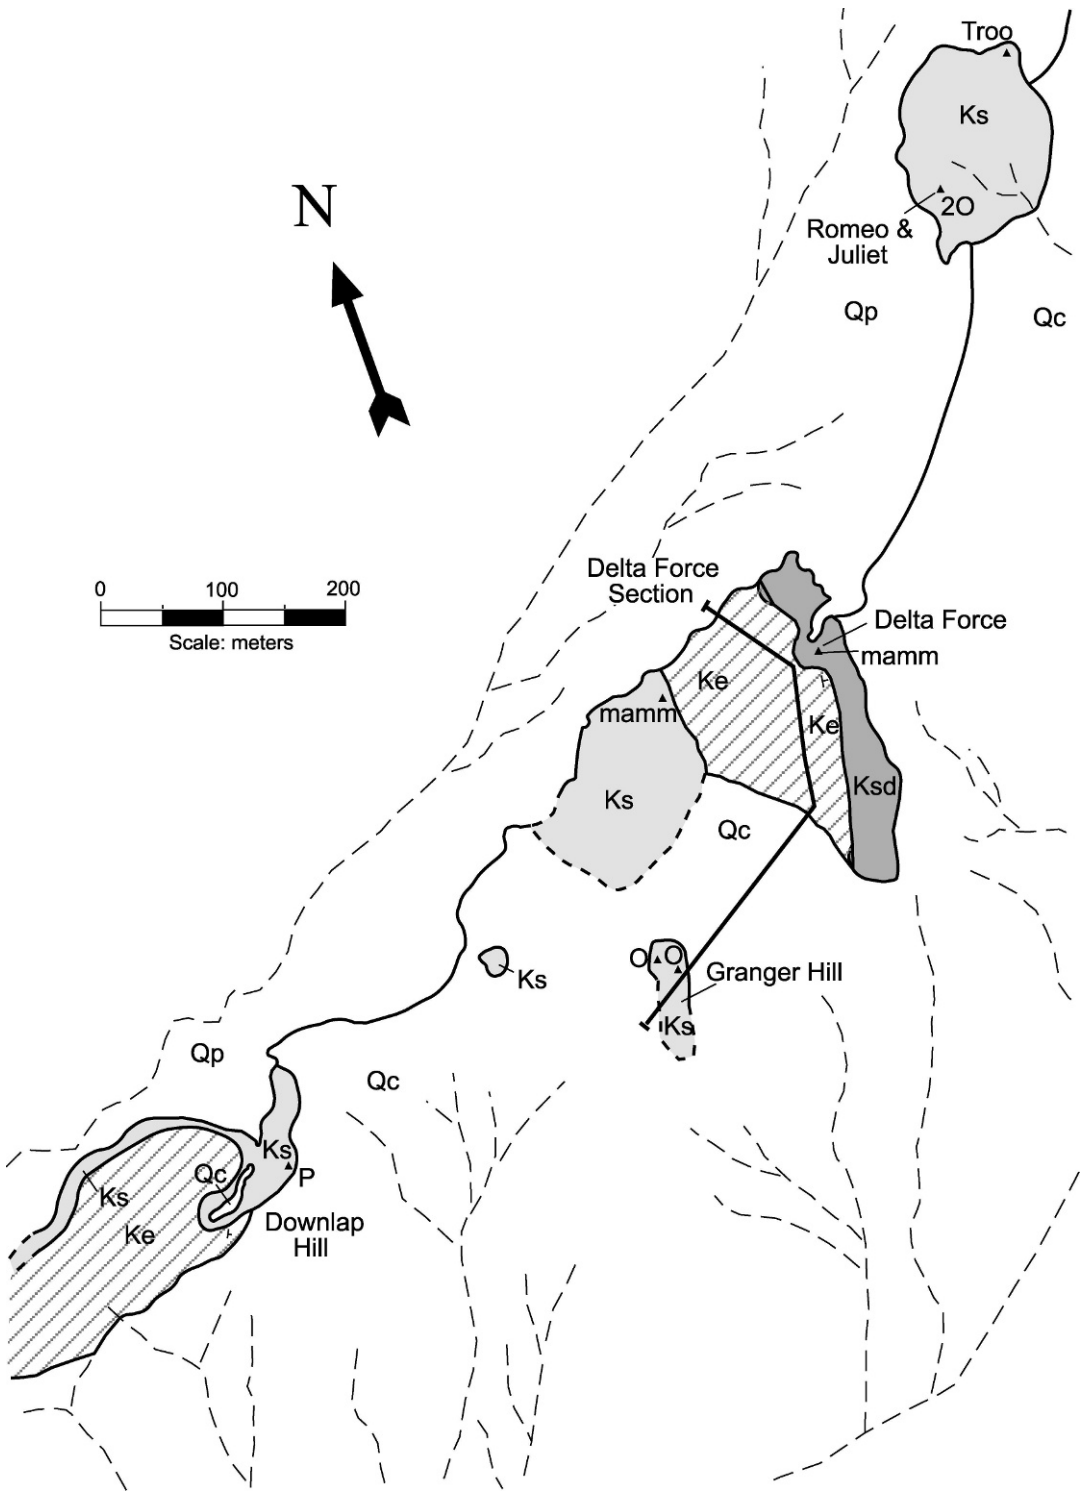 Troo
Ks
N
2O
Romeo &
Juliet
Qp
Qc
Delta Force
Section
0 100 200
Scale: meters
Delta Force
mamm
Ke
mamm
Ke
Ksd
Ks
Qc
O O
Granger Hill
Ks
Ks
Qp
Qc
Ks
Qc
P
Ks
Ke
Downlap
Hill